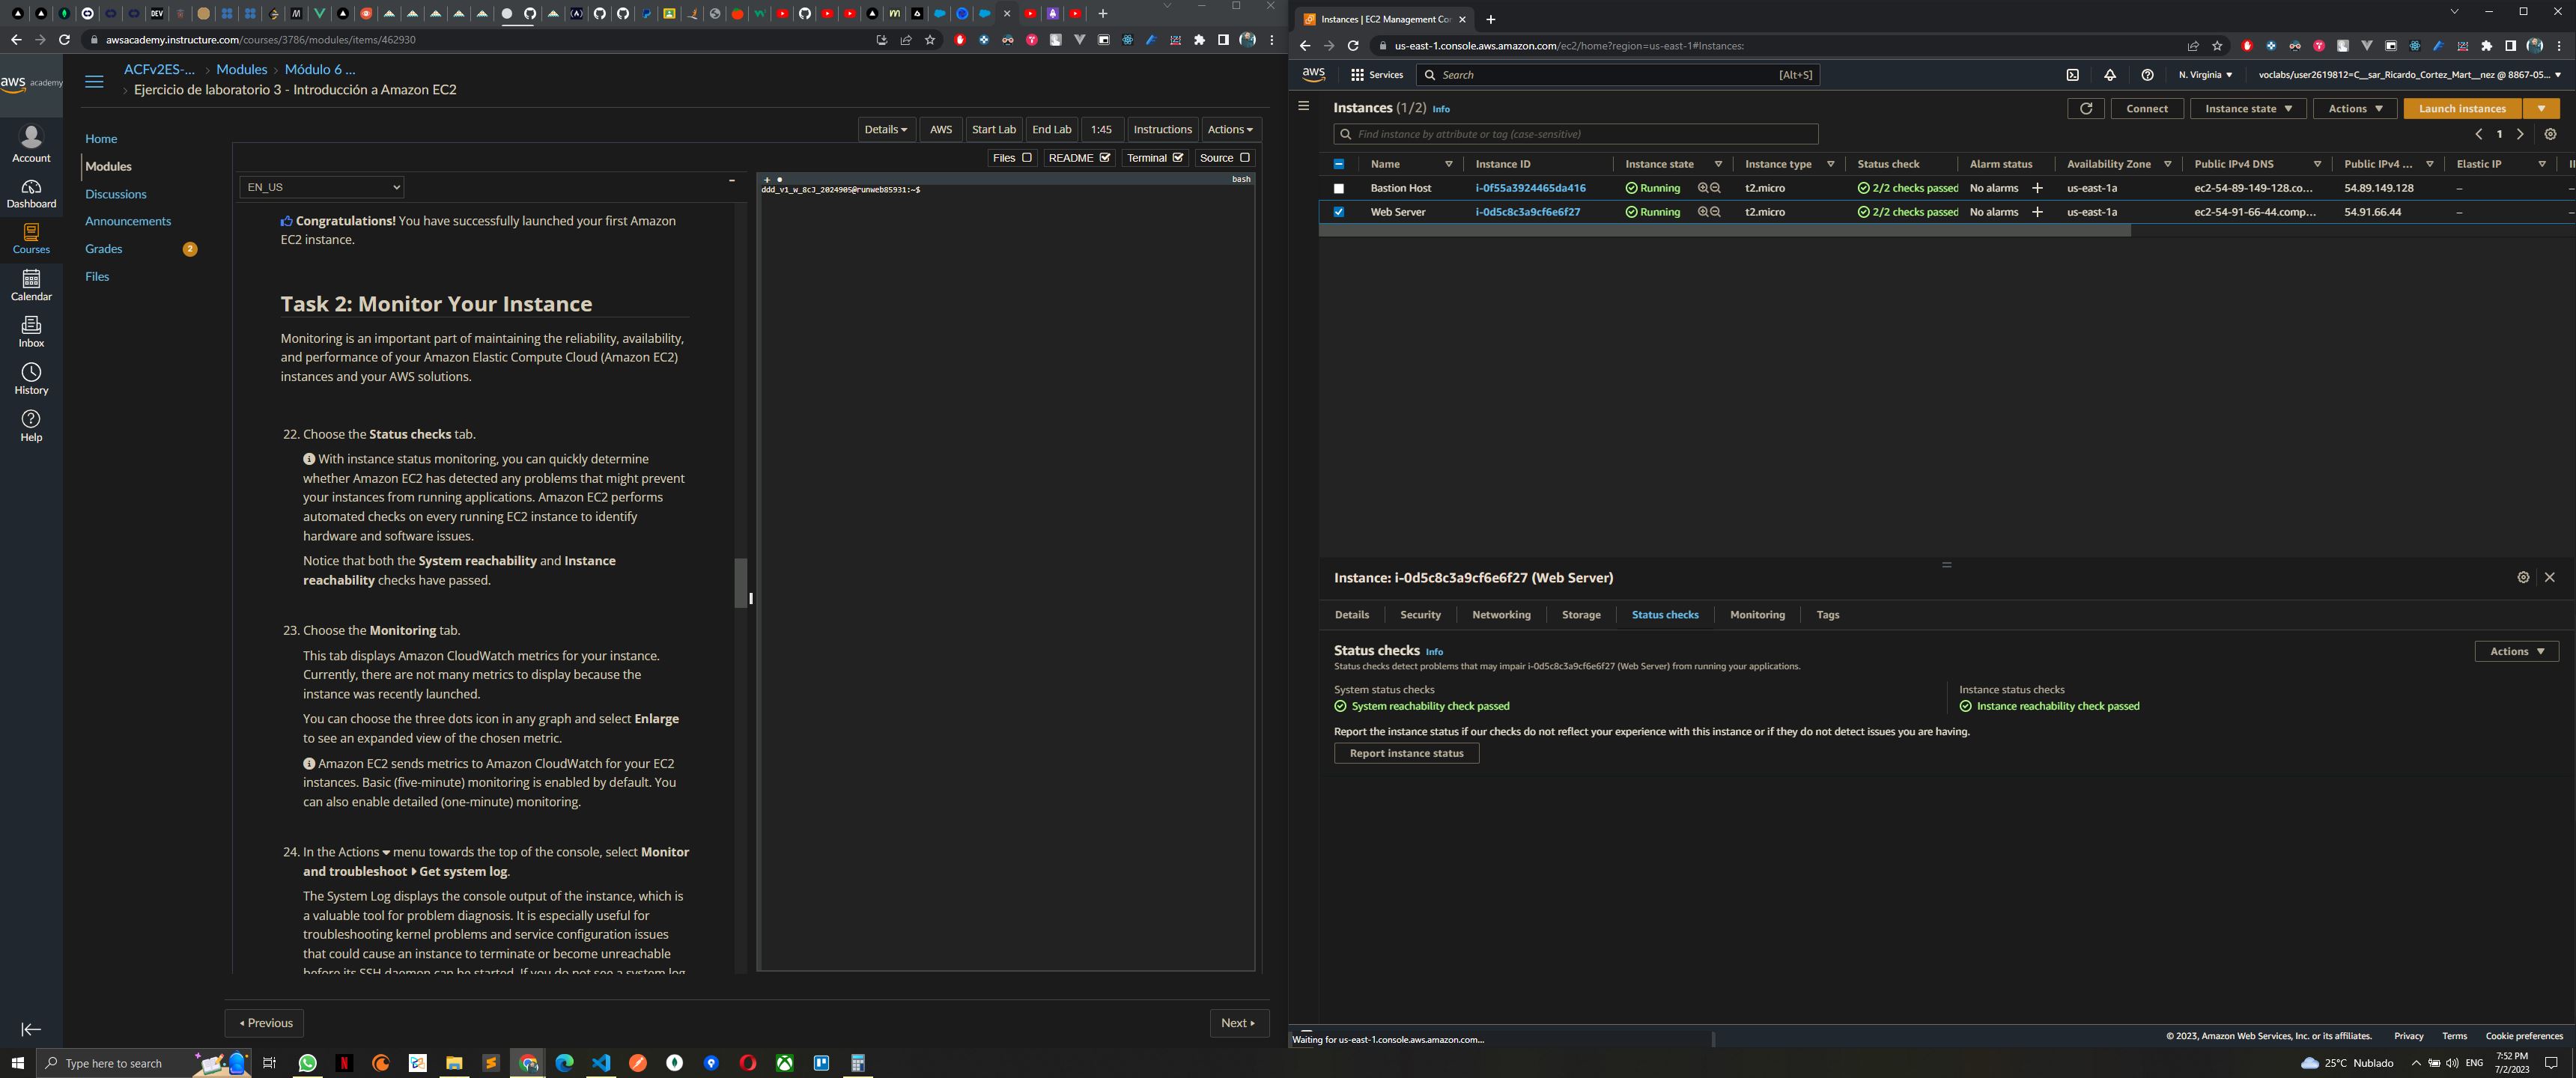 awsacademy.instructure.com/courses/3786/modules/items/462930
aws academy
Account
Dashboard
Courses
Calendar
Inbox
History
Help
ACFv2ES-... › Modules › Módulo 6 ...
› Ejercicio de laboratorio 3 - Introducción a Amazon EC2
Home
Modules
Discussions
Announcements
Grades 2
Files
Details AWS Start Lab End Lab 1:45 Instructions Actions
Files README Terminal Source
EN_US
Congratulations! You have successfully launched your first Amazon
EC2 instance.
Task 2: Monitor Your Instance
Monitoring is an important part of maintaining the reliability, availability,
and performance of your Amazon Elastic Compute Cloud (Amazon EC2)
instances and your AWS solutions.
22. Choose the Status checks tab.
With instance status monitoring, you can quickly determine
whether Amazon EC2 has detected any problems that might prevent
your instances from running applications. Amazon EC2 performs
automated checks on every running EC2 instance to identify
hardware and software issues.
Notice that both the System reachability and Instance
reachability checks have passed.
23. Choose the Monitoring tab.
This tab displays Amazon CloudWatch metrics for your instance.
Currently, there are not many metrics to display because the
instance was recently launched.
You can choose the three dots icon in any graph and select Enlarge
to see an expanded view of the chosen metric.
Amazon EC2 sends metrics to Amazon CloudWatch for your EC2
instances. Basic (five-minute) monitoring is enabled by default. You
can also enable detailed (one-minute) monitoring.
24. In the Actions menu towards the top of the console, select Monitor
and troubleshoot Get system log.
The System Log displays the console output of the instance, which is
a valuable tool for problem diagnosis. It is especially useful for
troubleshooting kernel problems and service configuration issues
that could cause an instance to terminate or become unreachable
before its SSH daemon can be started. If you do not see a system log
bash
ddd_v1_w_8cJ_2024905@runweb85931:~$
Previous
Next
Instances | EC2 Management Con
us-east-1.console.aws.amazon.com/ec2/home?region=us-east-1#Instances:
aws Services Search [Alt+S] N. Virginia voclabs/user2619812=C__sar_Ricardo_Cortez_Mart__nez @ 8867-05...
Instances (1/2) Info Connect Instance state Actions Launch instances
Find instance by attribute or tag (case-sensitive) 1
Name Instance ID Instance state Instance type Status check Alarm status Availability Zone Public IPv4 DNS Public IPv4 ... Elastic IP
Bastion Host i-0f55a3924465da416 Running t2.micro 2/2 checks passed No alarms + us-east-1a ec2-54-89-149-128.co... 54.89.149.128 –
Web Server i-0d5c8c3a9cf6e6f27 Running t2.micro 2/2 checks passed No alarms + us-east-1a ec2-54-91-66-44.comp... 54.91.66.44 –
Instance: i-0d5c8c3a9cf6e6f27 (Web Server)
Details Security Networking Storage Status checks Monitoring Tags
Status checks Info Actions
Status checks detect problems that may impair i-0d5c8c3a9cf6e6f27 (Web Server) from running your applications.
System status checks Instance status checks
System reachability check passed Instance reachability check passed
Report the instance status if our checks do not reflect your experience with this instance or if they do not detect issues you are having.
Report instance status
© 2023, Amazon Web Services, Inc. or its affiliates. Privacy Terms Cookie preferences
Waiting for us-east-1.console.aws.amazon.com...
Type here to search
25°C Nublado ENG
7:52 PM
7/2/2023